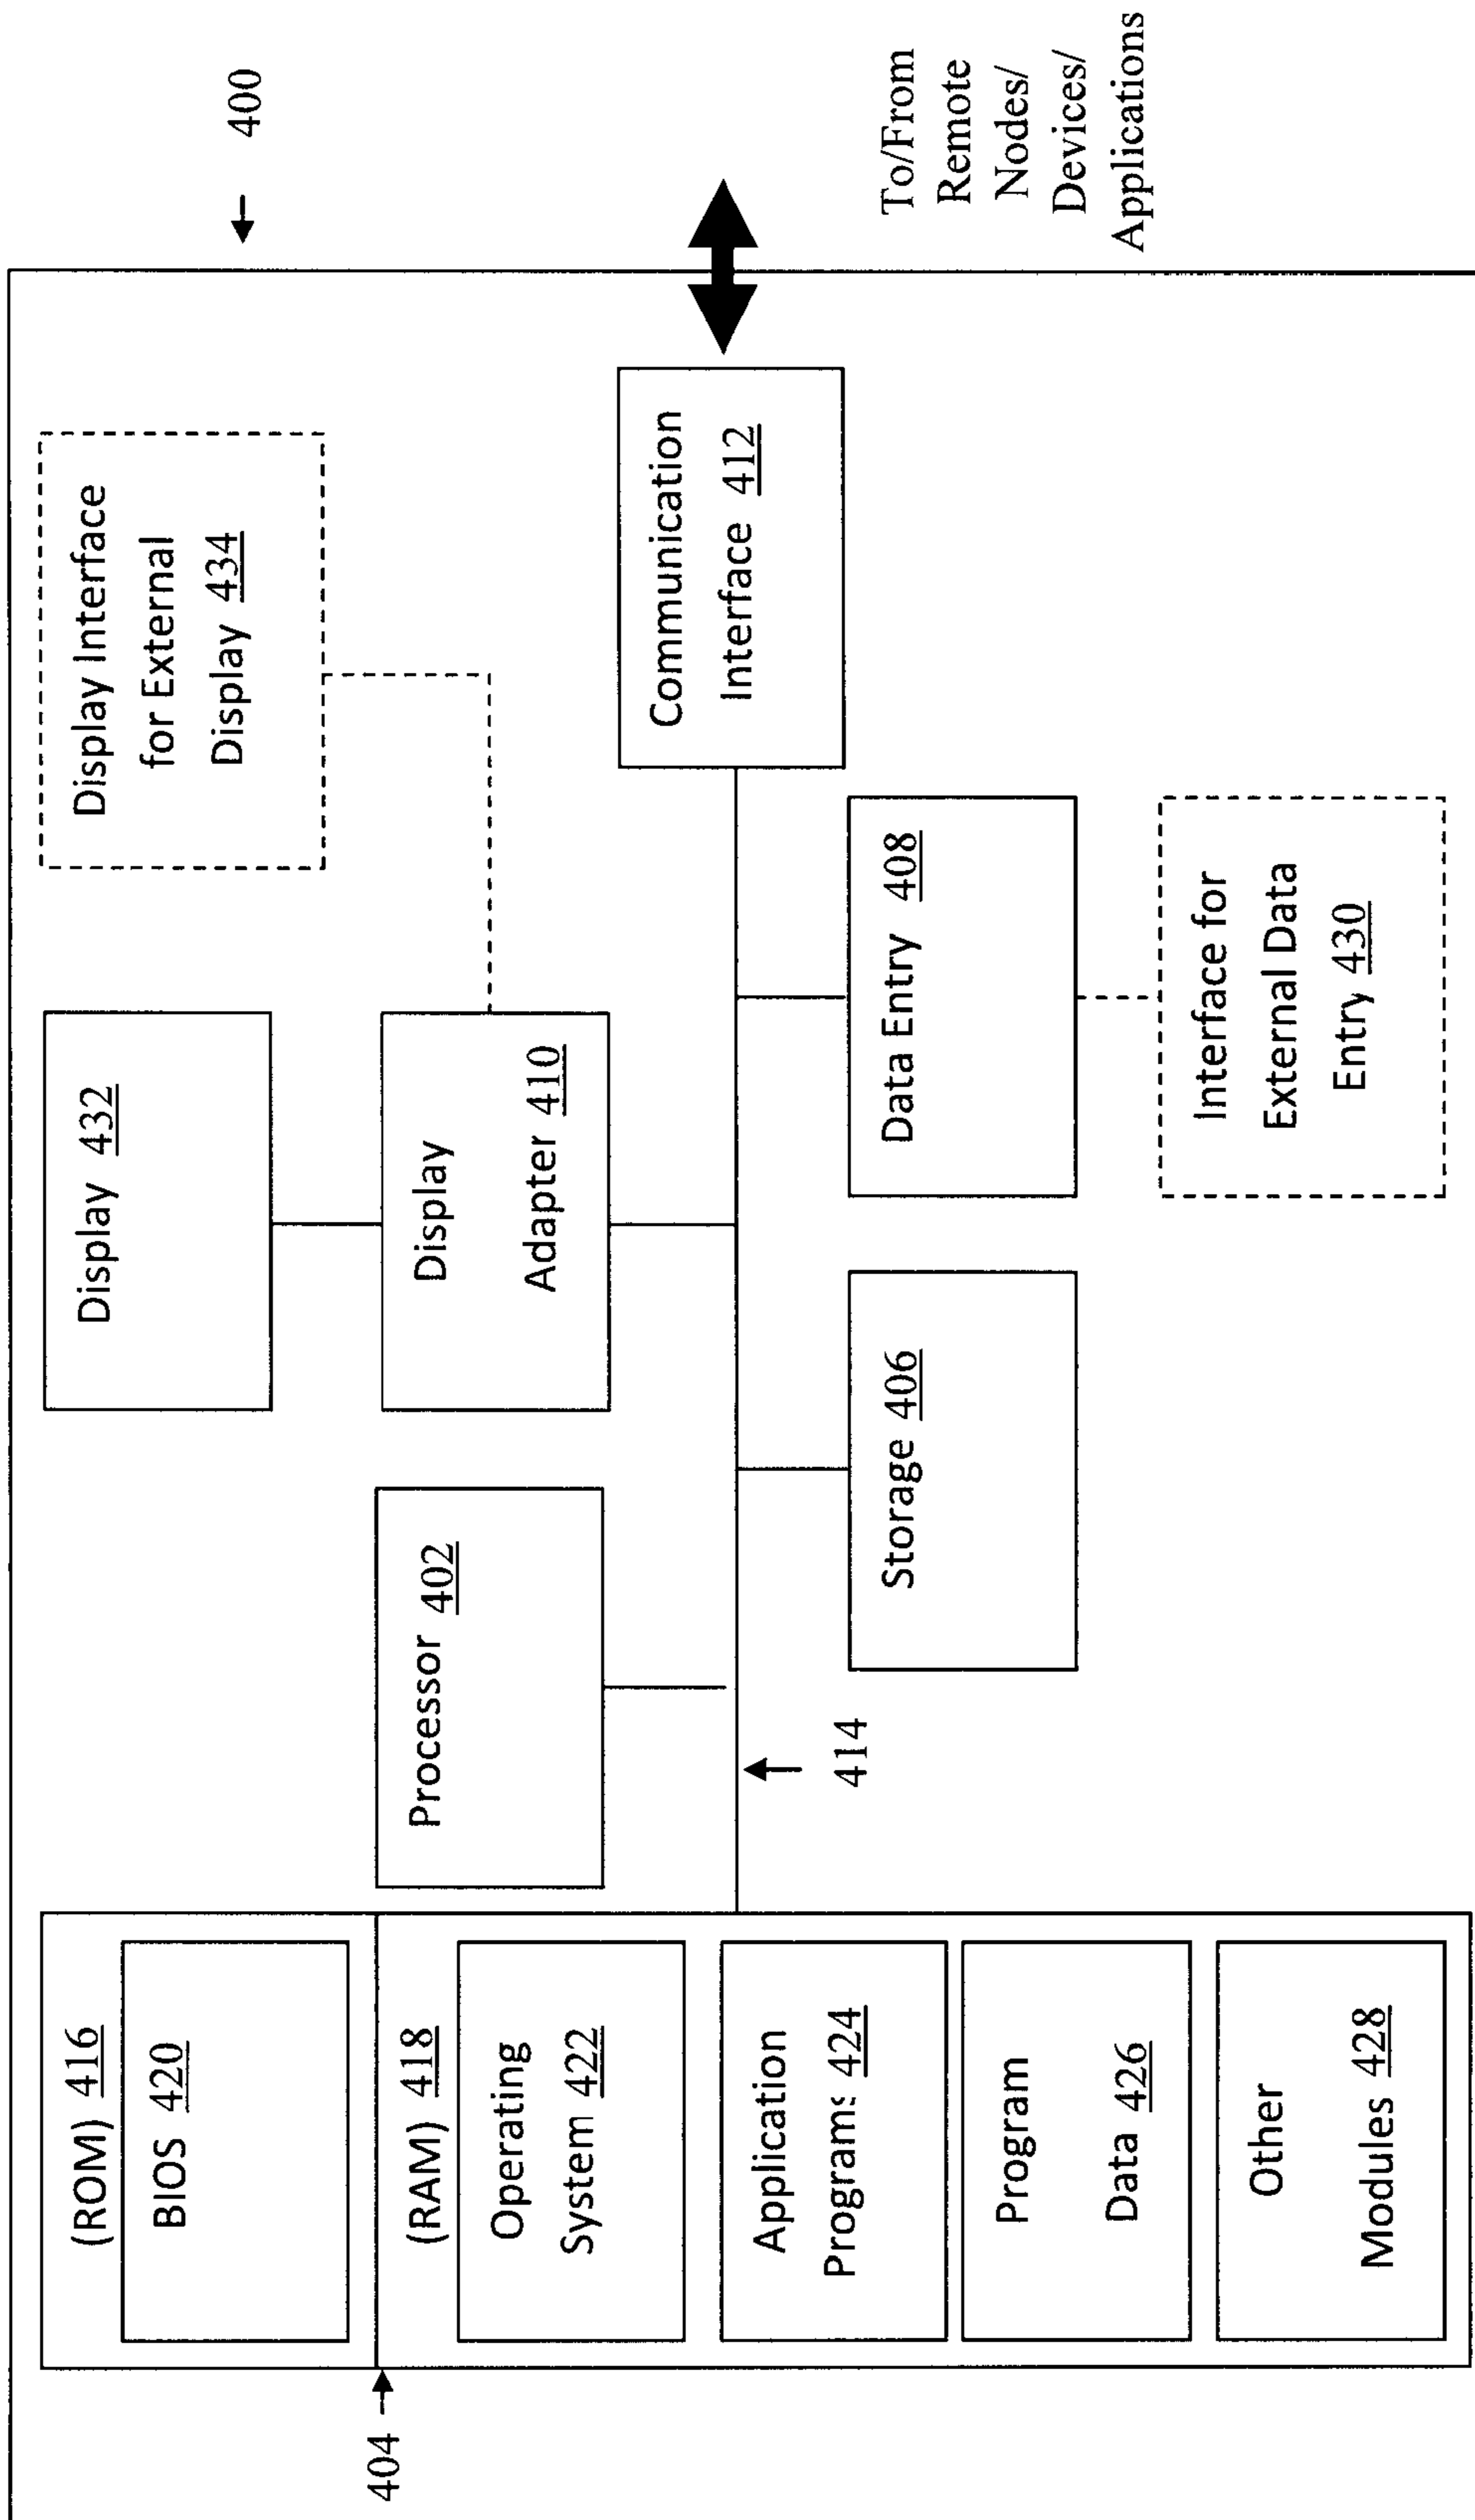 400
(ROM) 416
BIOS 420
404
(RAM) 418
Operating
System 422
Application
Programs 424
Program
Data 426
Other
Modules 428
Processor 402
414
Display 432
Display
Adapter 410
Storage 406
Display Interface
for External
Display 434
Communication
Interface 412
Data Entry 408
Interface for
External Data
Entry 430
To/From
Remote
Nodes/
Devices/
Applications